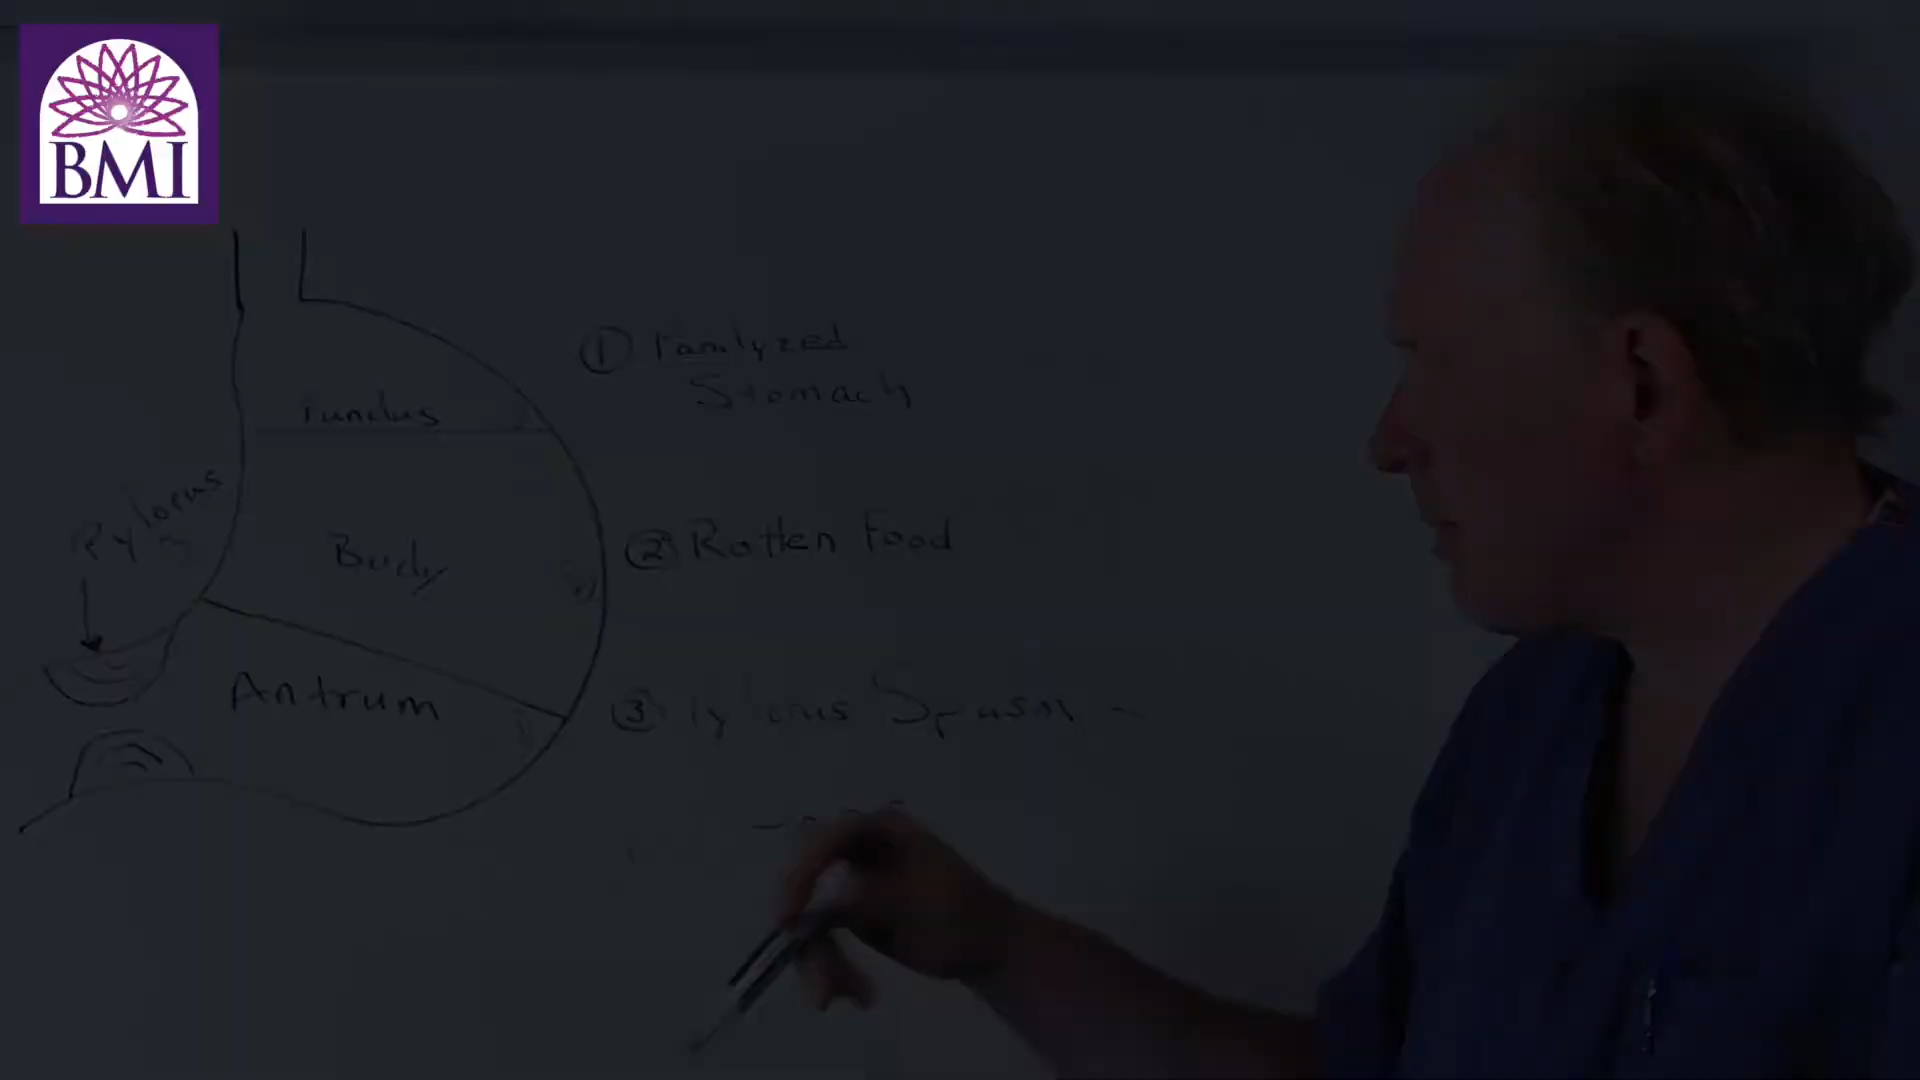 BMI
① Paralyzed
Stomach
Fundus
Pylorus
Body
② Rotten Food
Antrum
③ Pylorus Spasm -